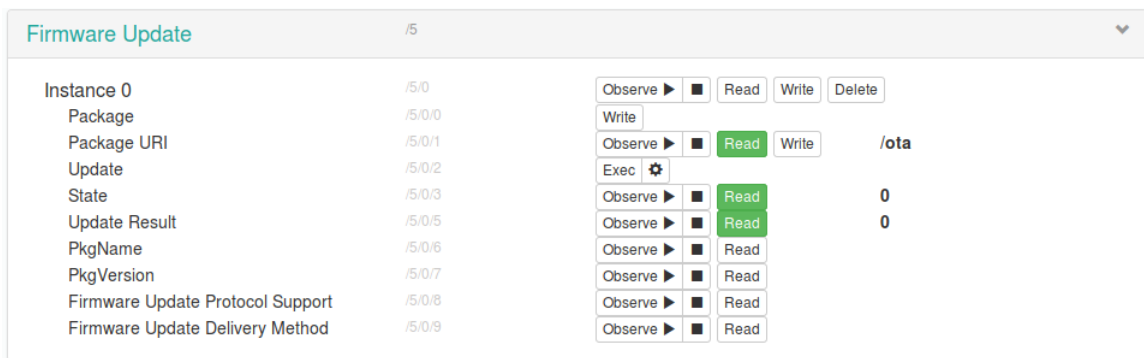 Firmware Update /5
Instance 0 /5/0 Observe Read Write Delete
Package /5/0/0 Write
Package URI /5/0/1 Observe Read Write /ota
Update /5/0/2 Exec
State /5/0/3 Observe Read 0
Update Result /5/0/5 Observe Read 0
PkgName /5/0/6 Observe Read
PkgVersion /5/0/7 Observe Read
Firmware Update Protocol Support /5/0/8 Observe Read
Firmware Update Delivery Method /5/0/9 Observe Read